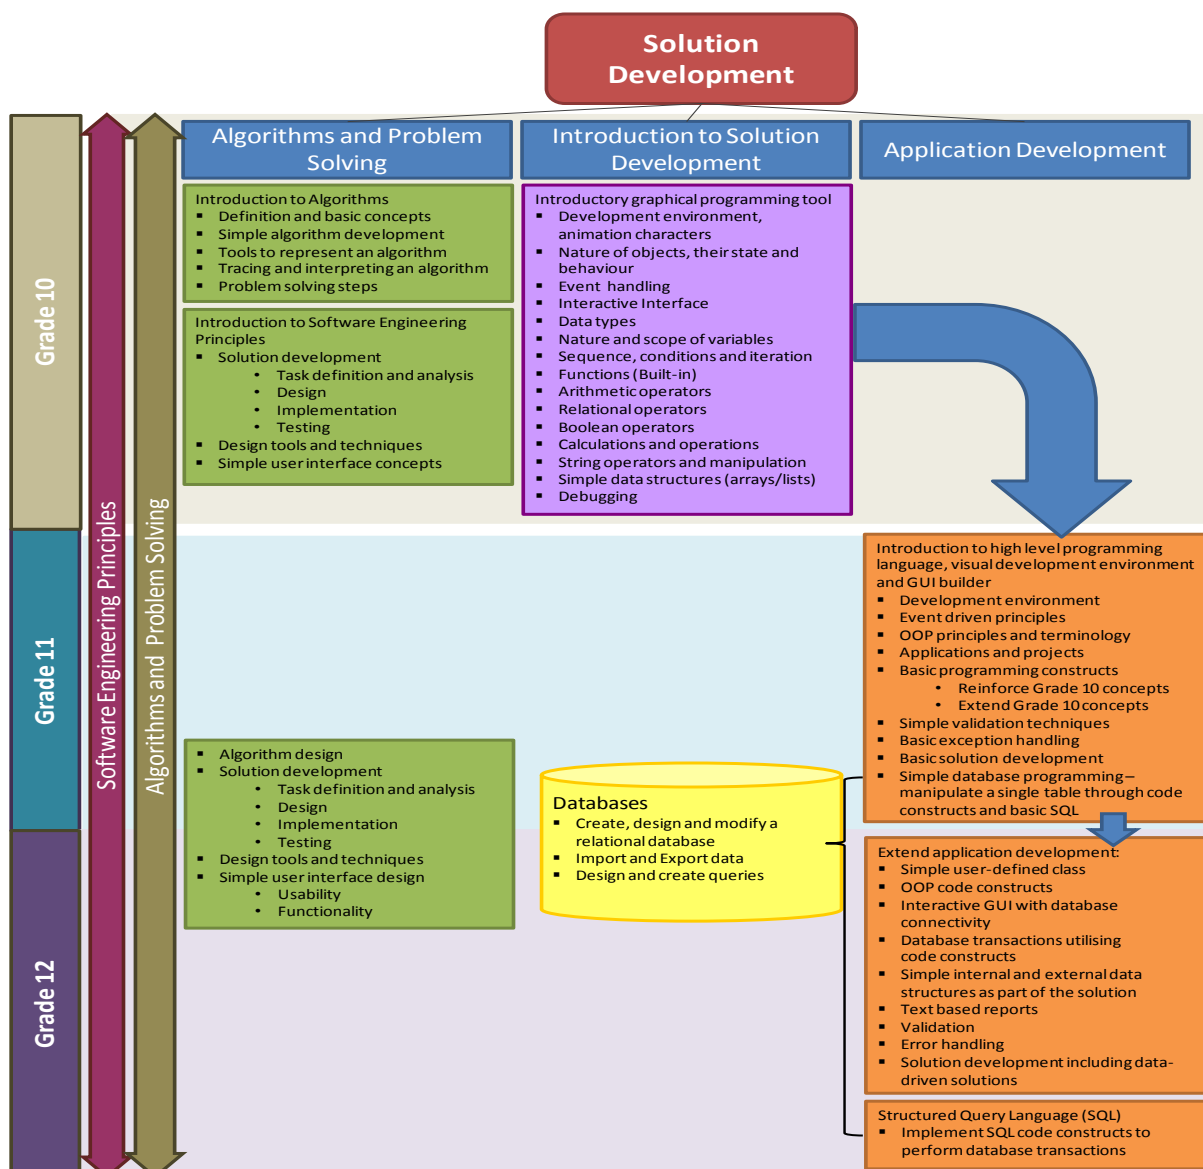 Solution
Development
Algorithms and Problem
Solving
Introduction to Solution
Development
Application Development
Grade 10
Grade 11
Grade 12
Software Engineering Principles
Algorithms and Problem Solving
Introduction to Algorithms
▪ Definition and basic concepts
▪ Simple algorithm development
▪ Tools to represent an algorithm
▪ Tracing and interpreting an algorithm
▪ Problem solving steps
Introduction to Software Engineering
Principles
▪ Solution development
• Task definition and analysis
• Design
• Implementation
• Testing
▪ Design tools and techniques
▪ Simple user interface concepts
Introductory graphical programming tool
▪ Development environment,
animation characters
▪ Nature of objects, their state and
behaviour
▪ Event handling
▪ Interactive Interface
▪ Data types
▪ Nature and scope of variables
▪ Sequence, conditions and iteration
▪ Functions (Built-in)
▪ Arithmetic operators
▪ Relational operators
▪ Boolean operators
▪ Calculations and operations
▪ String operators and manipulation
▪ Simple data structures (arrays/lists)
▪ Debugging
Introduction to high level programming
language, visual development environment
and GUI builder
▪ Development environment
▪ Event driven principles
▪ OOP principles and terminology
▪ Applications and projects
▪ Basic programming constructs
• Reinforce Grade 10 concepts
• Extend Grade 10 concepts
▪ Simple validation techniques
▪ Basic exception handling
▪ Basic solution development
▪ Simple database programming –
manipulate a single table through code
constructs and basic SQL
▪ Algorithm design
▪ Solution development
• Task definition and analysis
• Design
• Implementation
• Testing
▪ Design tools and techniques
▪ Simple user interface design
• Usability
• Functionality
Databases
▪ Create, design and modify a
relational database
▪ Import and Export data
▪ Design and create queries
Extend application development:
▪ Simple user-defined class
▪ OOP code constructs
▪ Interactive GUI with database
connectivity
▪ Database transactions utilising
code constructs
▪ Simple internal and external data
structures as part of the solution
▪ Text based reports
▪ Validation
▪ Error handling
▪ Solution development including data-
driven solutions
Structured Query Language (SQL)
▪ Implement SQL code constructs to
perform database transactions